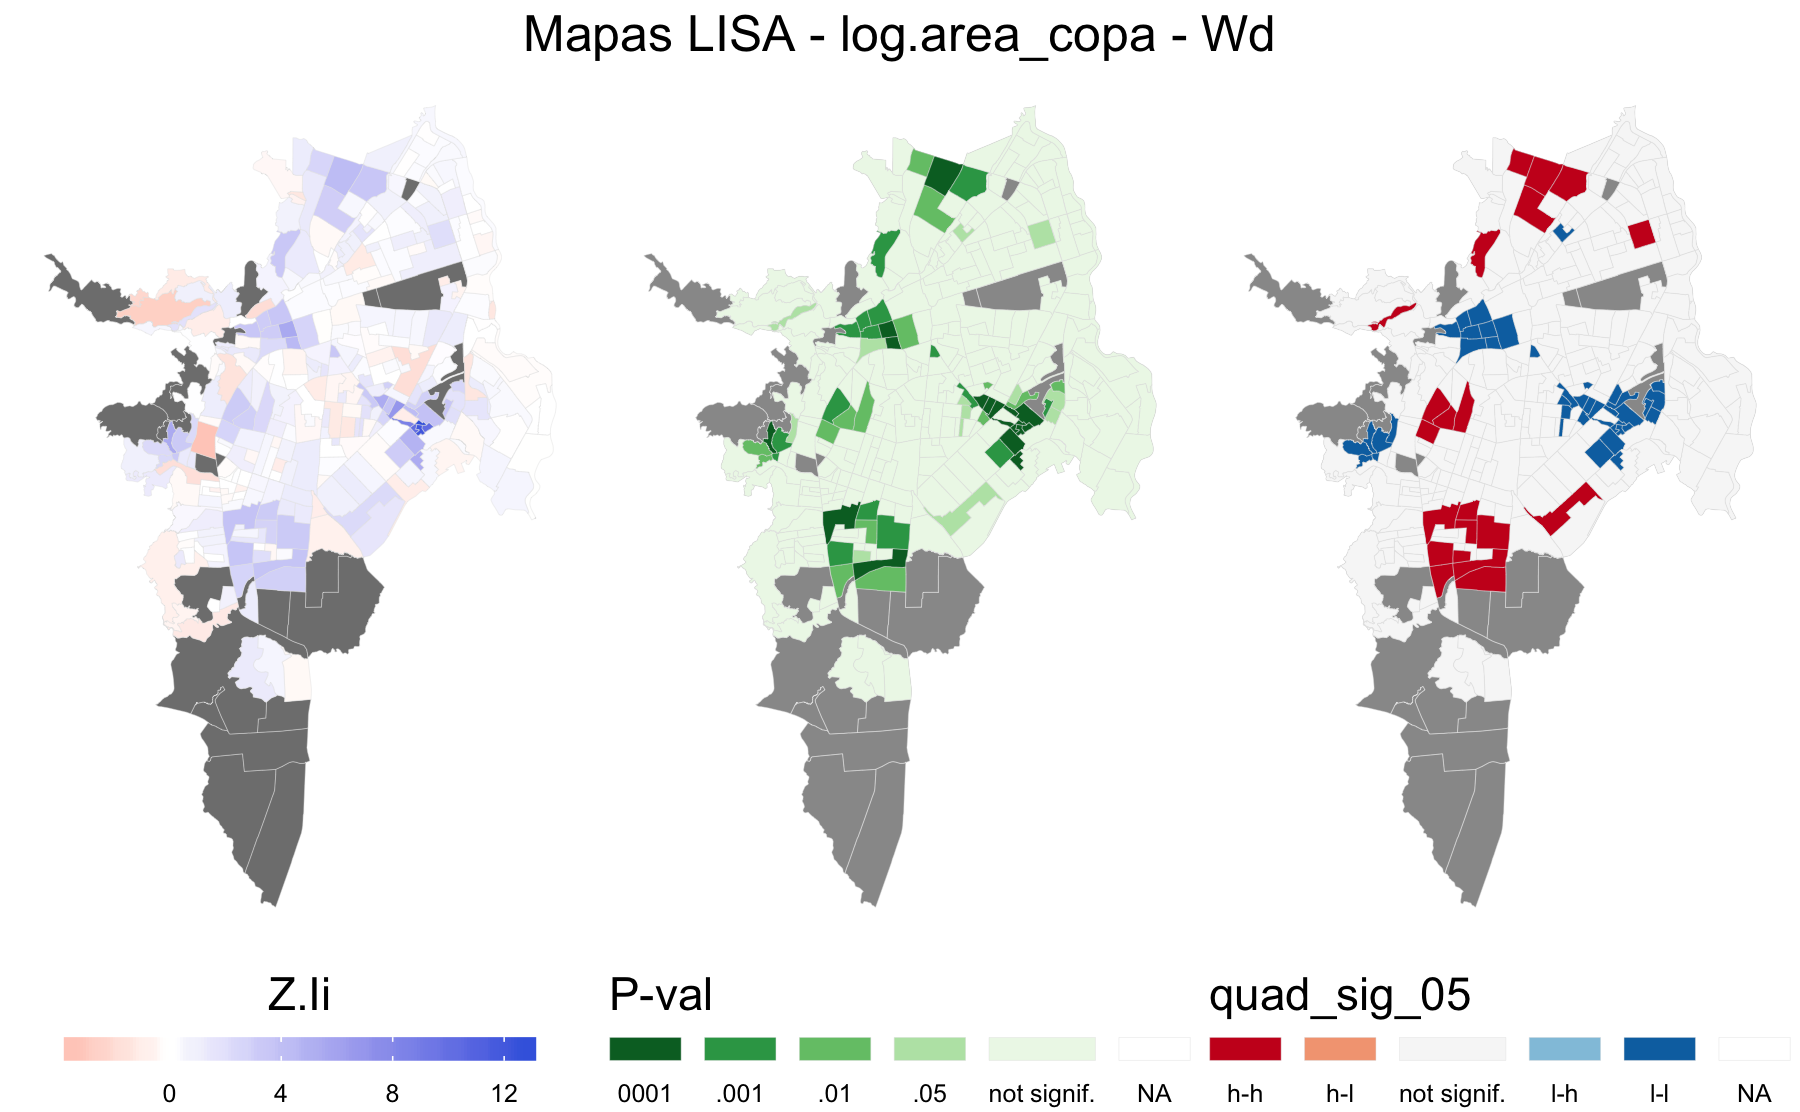 Mapas LISA - log.area_copa - Wd
Z.Ii
P-val
quad_sig_05
0 4 8 12
0001 .001 .01 .05 not signif. NA
h-h h-l not signif. l-h l-l NA